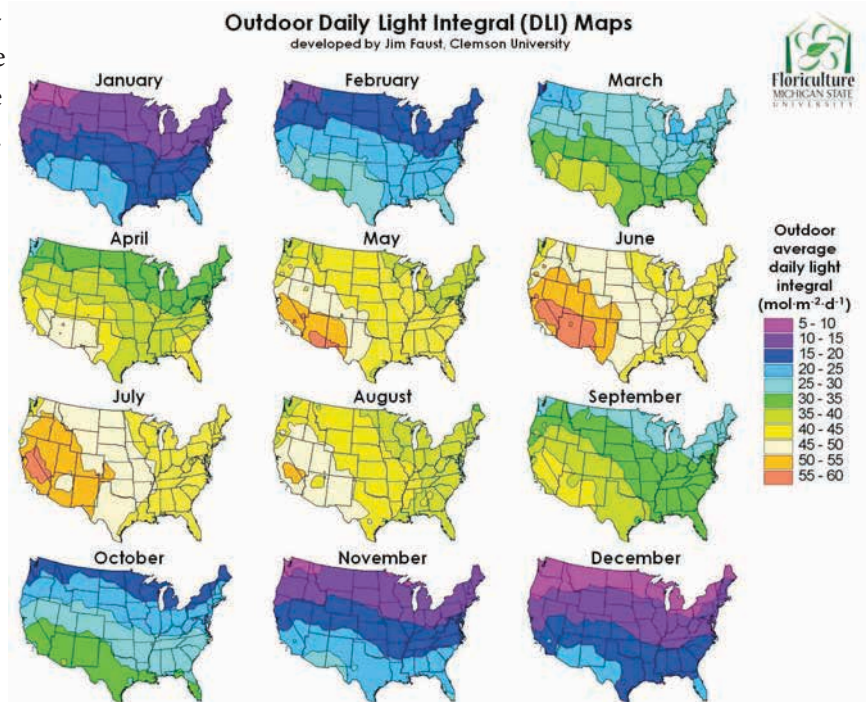 Outdoor Daily Light Integral (DLI) Maps
developed by Jim Faust, Clemson University
Floriculture
MICHIGAN STATE
UNIVERSITY
January
February
March
April
May
June
July
August
September
October
November
December
Outdoor
average
daily light
integral
(mol·m-2·d-1)
5 - 10
10 - 15
15 - 20
20 - 25
25 - 30
30 - 35
35 - 40
40 - 45
45 - 50
50 - 55
55 - 60